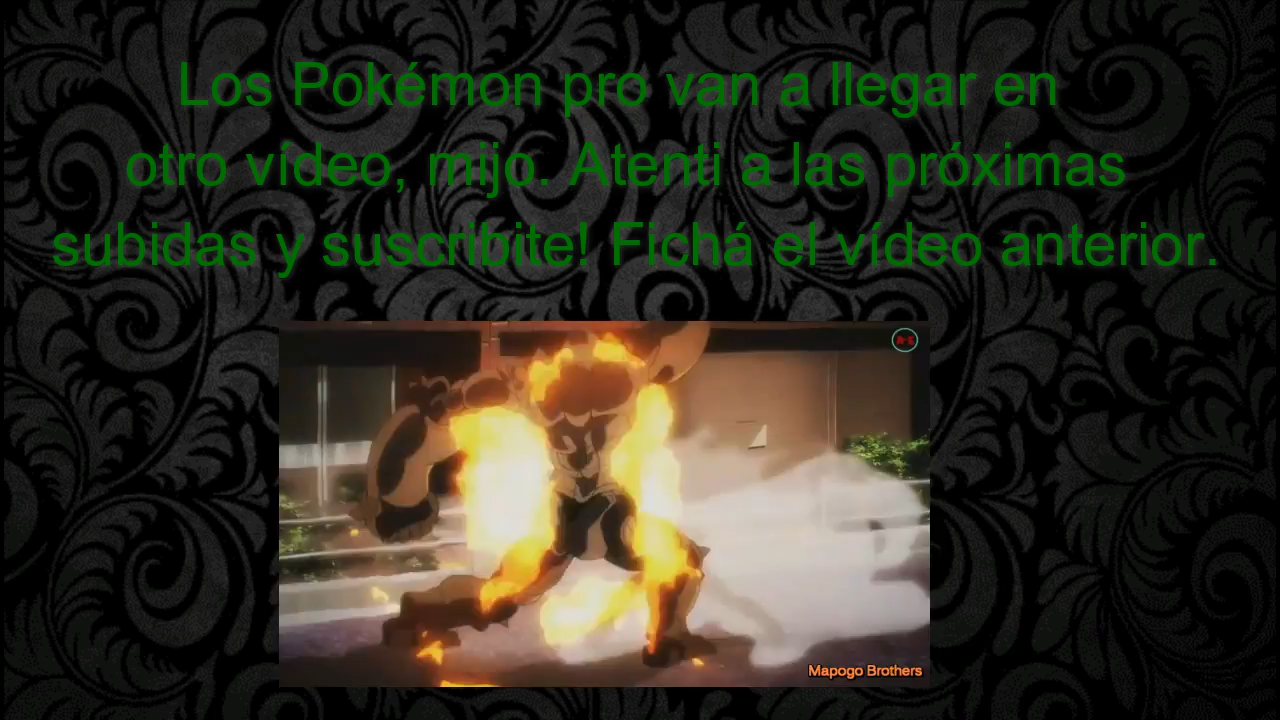 Los Pokémon pro van a llegar en
otro vídeo, mijo. Atenti a las próximas
subidas y suscribite! Fichá el vídeo anterior.
Mapogo Brothers